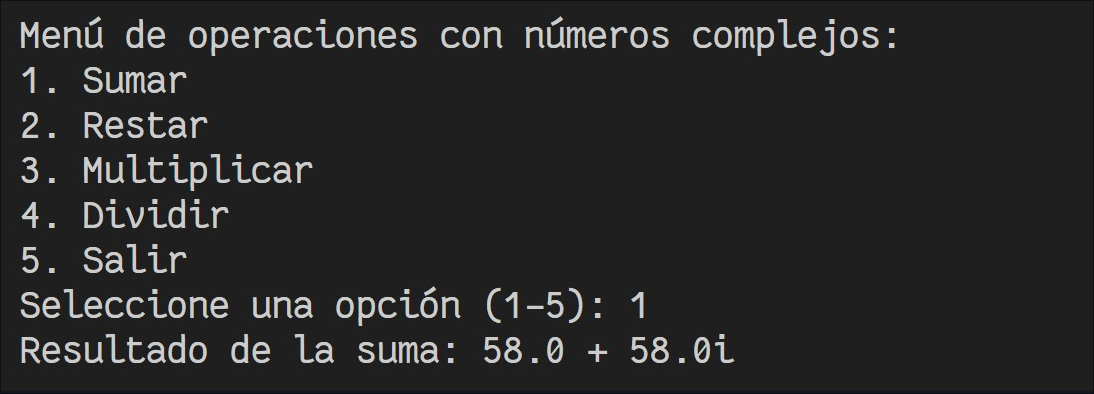 Menú de operaciones con números complejos:
1. Sumar
2. Restar
3. Multiplicar
4. Dividir
5. Salir
Seleccione una opción (1-5): 1
Resultado de la suma: 58.0 + 58.0i